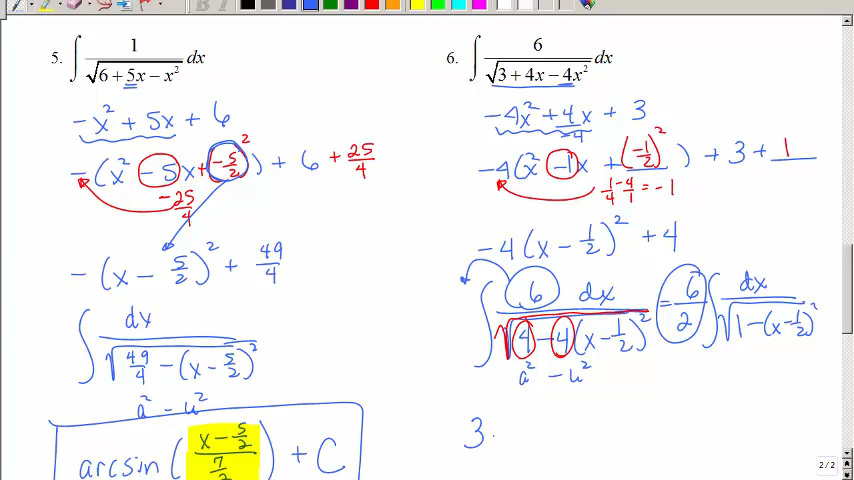 5. ∫ 1/√(6 + 5x − x²) dx
− x² + 5x + 6
−(x² − 5x + (−5/2)²) + 6 + 25/4
−25/4
−(x − 5/2)² + 49/4
∫ dx/√(49/4 − (x − 5/2)²)
a² − u²
arcsin((x − 5/2)/(7/2)) + C
6. ∫ 6/√(3 + 4x − 4x²) dx
−4x² + 4x + 3
−4
−4(x² − 1x + (−1/2)²) + 3 + 1
1/4 · −4/1 = −1
−4(x − 1/2)² + 4
∫ 6 dx/√(4 − 4(x − 1/2)²) = 6/2 ∫ dx/√(1 − (x − 1/2)²)
a² − u²
3
2/2